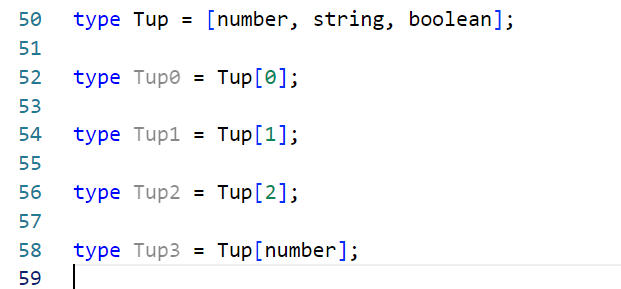 50 type Tup = [number, string, boolean];
51
52 type Tup0 = Tup[0];
53
54 type Tup1 = Tup[1];
55
56 type Tup2 = Tup[2];
57
58 type Tup3 = Tup[number];
59